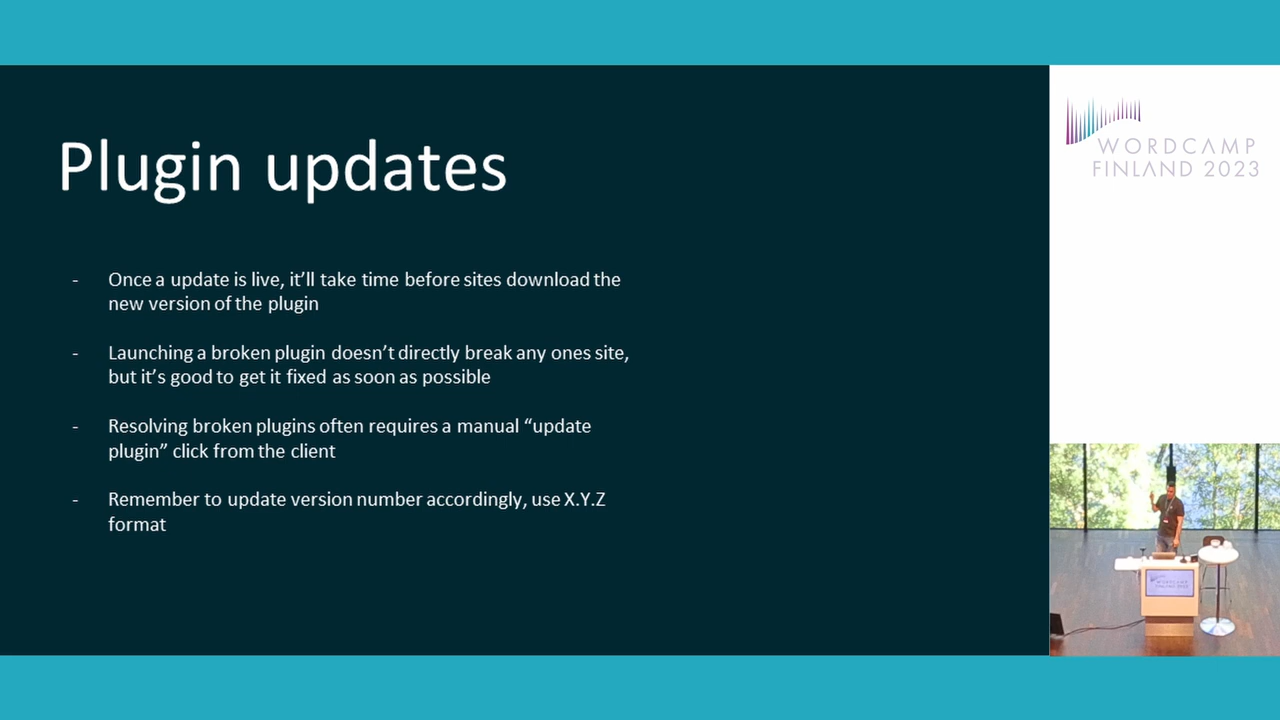 Plugin updates
- Once a update is live, it'll take time before sites download the
new version of the plugin
- Launching a broken plugin doesn't directly break any ones site,
but it's good to get it fixed as soon as possible
- Resolving broken plugins often requires a manual “update
plugin” click from the client
- Remember to update version number accordingly, use X.Y.Z
format
WORDCAMP
FINLAND 2023
WORDCAMP
FINLAND 2023